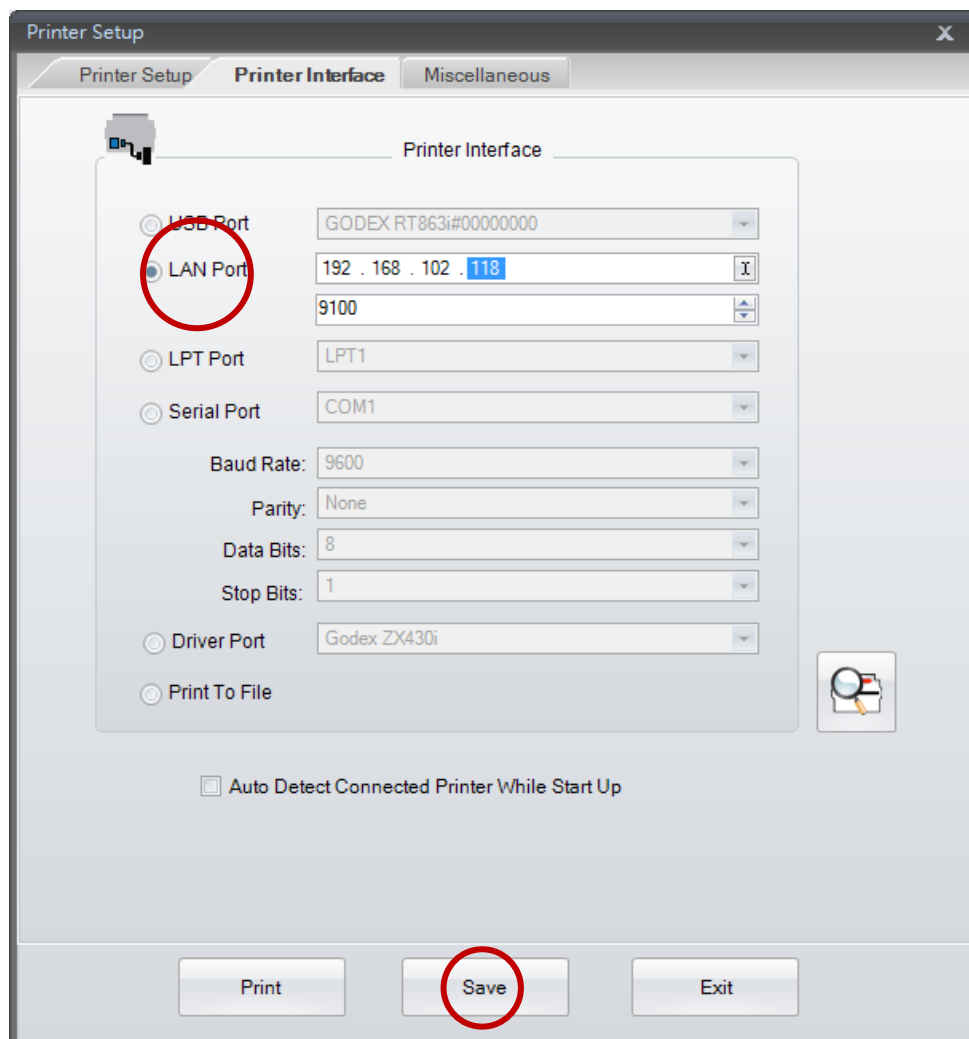 Printer Setup
Printer Setup Printer Interface Miscellaneous
Printer Interface
USB Port GODEX RT863i#00000000
LAN Port 192 . 168 . 102 . 118
9100
LPT Port LPT1
Serial Port COM1
Baud Rate: 9600
Parity: None
Data Bits: 8
Stop Bits: 1
Driver Port Godex ZX430i
Print To File
Auto Detect Connected Printer While Start Up
Print Save Exit